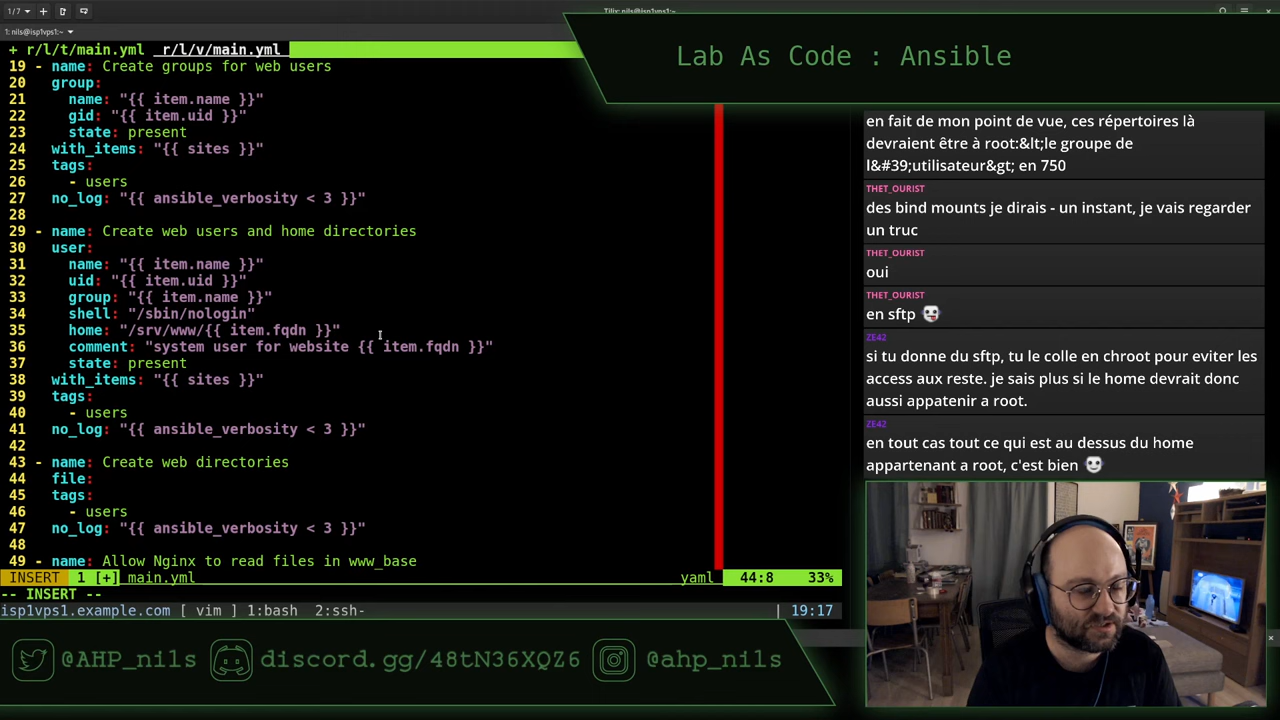 1/7
Tilix: nils@isp1vps1:~
1: nils@isp1vps1:~
+ r/l/t/main.yml r/l/v/main.yml
Lab As Code : Ansible
19 - name: Create groups for web users
20 group:
21 name: "{{ item.name }}"
22 gid: "{{ item.uid }}"
23 state: present
24 with_items: "{{ sites }}"
25 tags:
26 - users
27 no_log: "{{ ansible_verbosity < 3 }}"
28
29 - name: Create web users and home directories
30 user:
31 name: "{{ item.name }}"
32 uid: "{{ item.uid }}"
33 group: "{{ item.name }}"
34 shell: "/sbin/nologin"
35 home: "/srv/www/{{ item.fqdn }}"
36 comment: "system user for website {{ item.fqdn }}"
37 state: present
38 with_items: "{{ sites }}"
39 tags:
40 - users
41 no_log: "{{ ansible_verbosity < 3 }}"
42
43 - name: Create web directories
44 file:
45 tags:
46 - users
47 no_log: "{{ ansible_verbosity < 3 }}"
48
49 - name: Allow Nginx to read files in www_base
INSERT 1 [+] main.yml yaml 44:8 33%
-- INSERT --
isp1vps1.example.com [ vim ] 1:bash 2:ssh- | 19:17
en fait de mon point de vue, ces répertoires là
devraient être à root:&lt;le groupe de
l&#39;utilisateur&gt; en 750
THET_OURIST
des bind mounts je dirais - un instant, je vais regarder
un truc
THET_OURIST
oui
THET_OURIST
en sftp
ZE42
si tu donne du sftp, tu le colle en chroot pour eviter les
access aux reste. je sais plus si le home devrait donc
aussi appatenir a root.
ZE42
en tout cas tout ce qui est au dessus du home
appartenant a root, c'est bien
@AHP_nils discord.gg/48tN36XQZ6 @ahp_nils